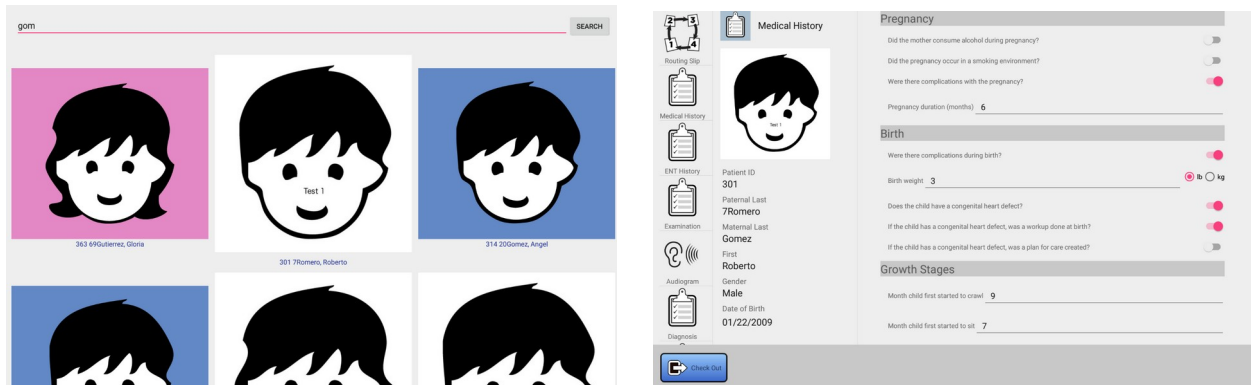 gom
SEARCH
Test 1
363 69Gutierrez, Gloria
301 7Romero, Roberto
314 20Gomez, Angel
2 3
1 4
Routing Slip
Medical History
ENT History
Examination
Audiogram
Diagnosis
Medical History
Test 1
Patient ID
301
Paternal Last
7Romero
Maternal Last
Gomez
First
Roberto
Gender
Male
Date of Birth
01/22/2009
Pregnancy
Did the mother consume alcohol during pregnancy?
Did the pregnancy occur in a smoking environment?
Were there complications with the pregnancy?
Pregnancy duration (months) 6
Birth
Were there complications during birth?
Birth weight 3 lb kg
Does the child have a congenital heart defect?
If the child has a congenital heart defect, was a workup done at birth?
If the child has a congenital heart defect, was a plan for care created?
Growth Stages
Month child first started to crawl 9
Month child first started to sit 7
Check Out